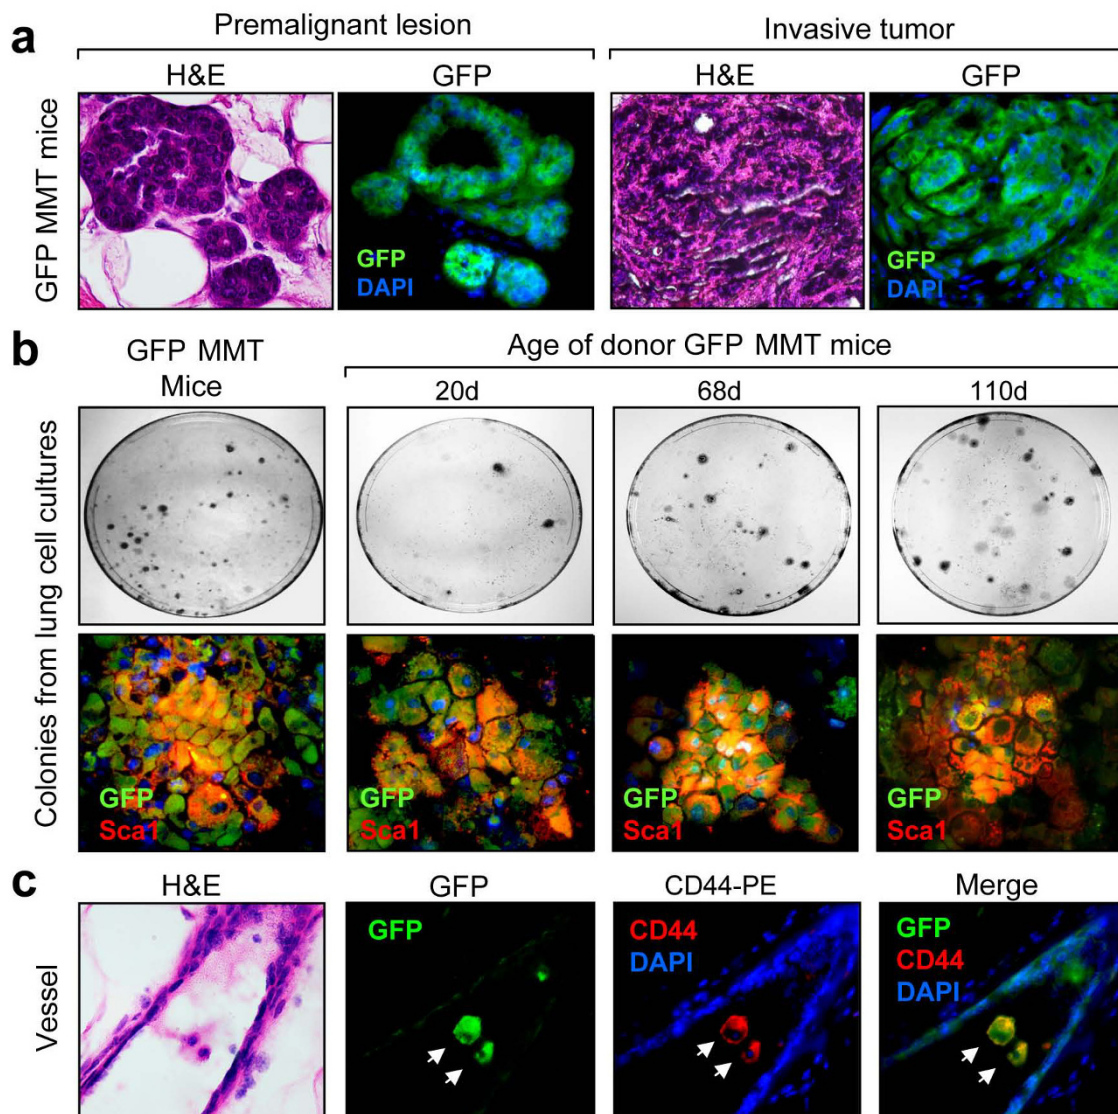 a
Premalignant lesion
Invasive tumor
H&E
GFP
H&E
GFP
GFP MMT mice
GFP
DAPI
GFP
DAPI
b
GFP MMT
Mice
Age of donor GFP MMT mice
20d
68d
110d
Colonies from lung cell cultures
GFP
Sca1
GFP
Sca1
GFP
Sca1
GFP
Sca1
c
H&E
GFP
CD44-PE
Merge
Vessel
GFP
CD44
DAPI
GFP
CD44
DAPI